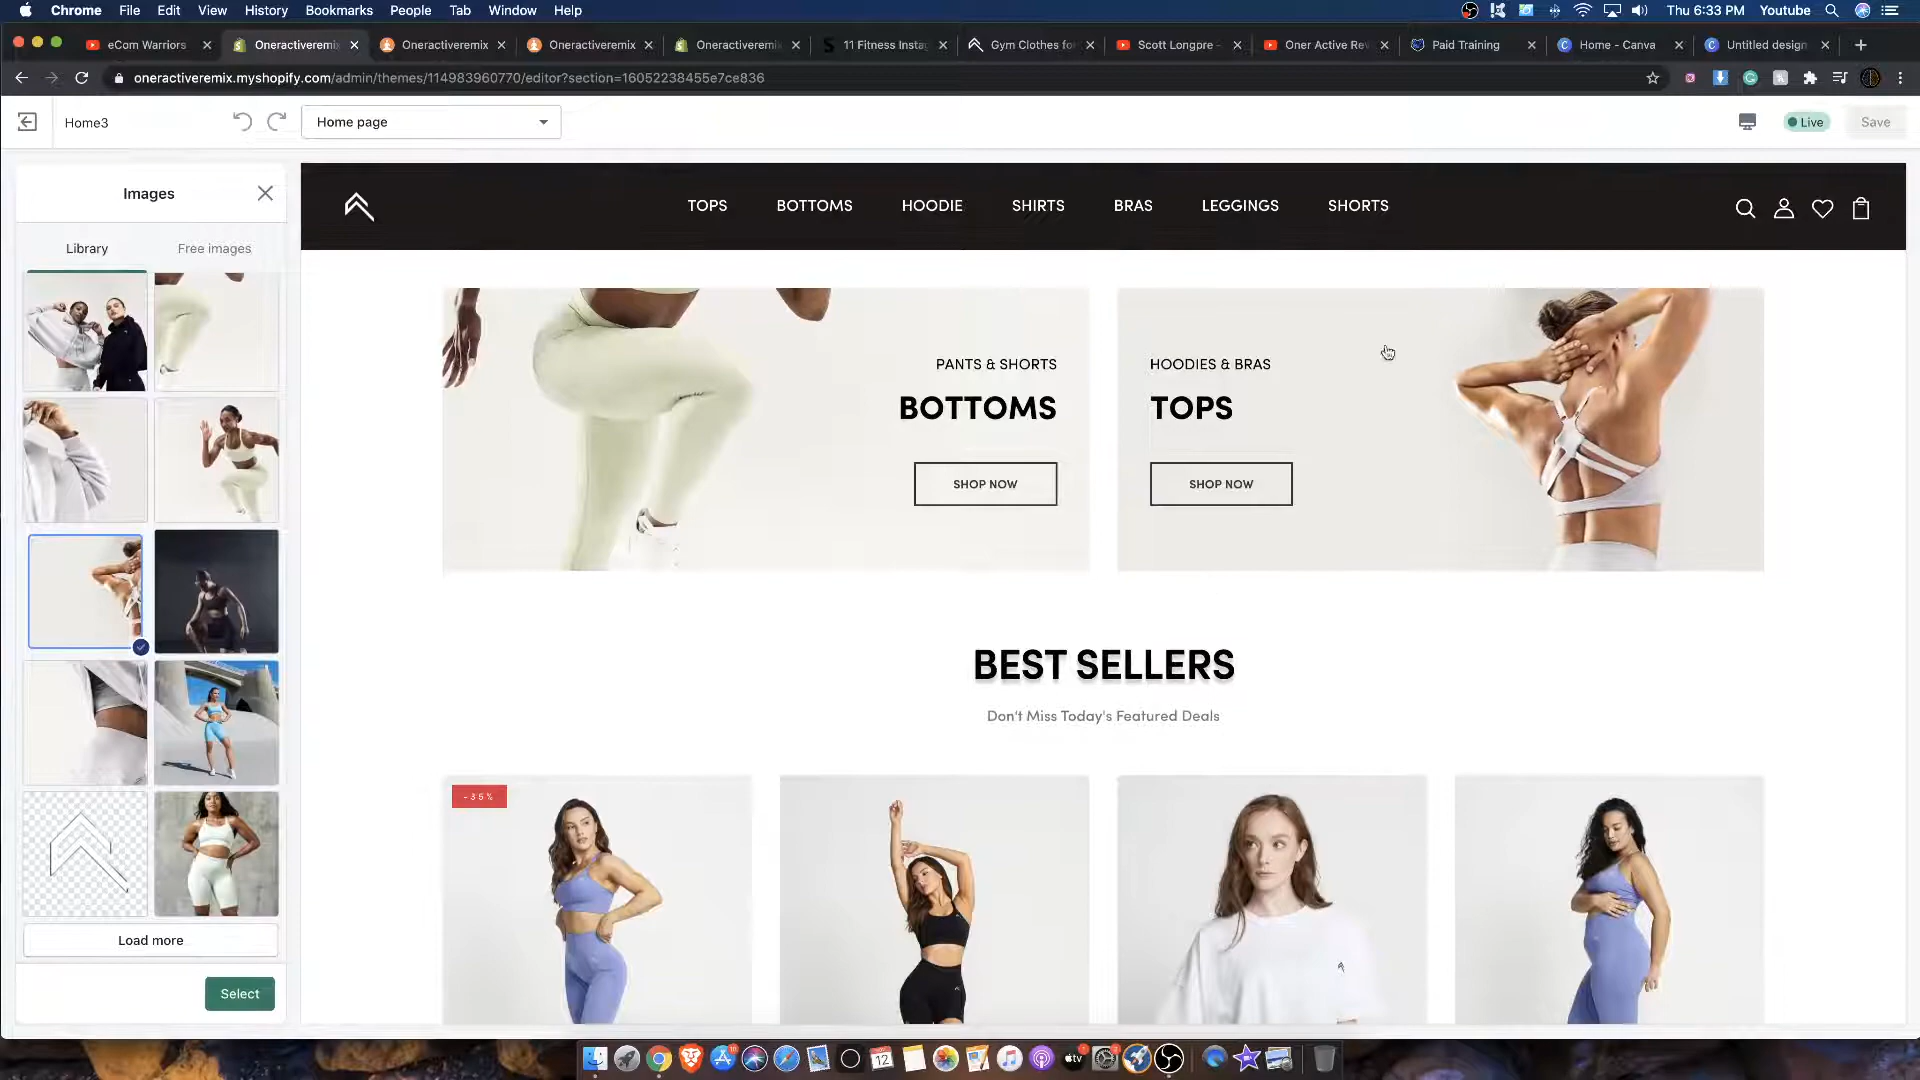 Chrome File Edit View History Bookmarks People Tab Window Help Thu 6:33 PM Youtube
eCom Warriors Oneractiveremix Oneractiveremix Oneractiveremix Oneractiveremix 11 Fitness Insta Gym Clothes fo Scott Longpre - Oner Active Rev Paid Training Home - Canva Untitled design
oneractiveremix.myshopify.com/admin/themes/114983960770/editor?section=16052238455e7ce836
Home3 Home page Live Save
Images
Library Free images
Load more
Select
TOPS BOTTOMS HOODIE SHIRTS BRAS LEGGINGS SHORTS
PANTS & SHORTS
BOTTOMS
SHOP NOW
HOODIES & BRAS
TOPS
SHOP NOW
BEST SELLERS
Don't Miss Today's Featured Deals
-35%